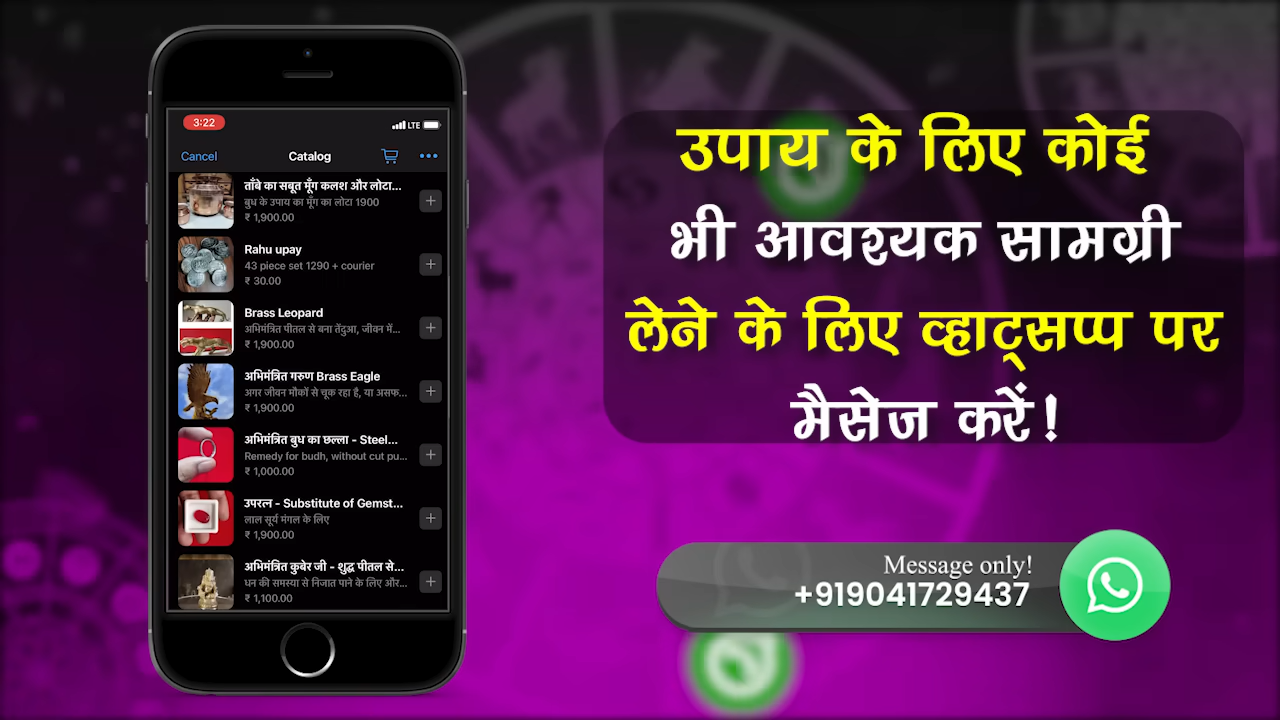 3:22
LTE
Cancel
Catalog
ताँबे का सबूत मूँग कलश और लोटा...
बुध के उपाय का मूँग का लोटा 1900
₹ 1,900.00
Rahu upay
43 piece set 1290 + courier
₹ 30.00
Brass Leopard
अभिमंत्रित पीतल से बना तेंदुआ, जीवन में...
₹ 1,900.00
अभिमंत्रित गरुण Brass Eagle
अगर जीवन मौकों से चूक रहा है, या असफ...
₹ 1,900.00
अभिमंत्रित बुध का छल्ला - Steel...
Remedy for budh, without cut pu...
₹ 1,000.00
उपरत्न - Substitute of Gemst...
लाल सूर्य मंगल के लिए
₹ 1,900.00
अभिमंत्रित कुबेर जी - शुद्ध पीतल से...
धन की समस्या से निजात पाने के लिए और...
₹ 1,100.00
उपाय के लिए कोई
भी आवश्यक सामग्री
लेने के लिए व्हाट्सप्प पर
मैसेज करें!
Message only!
+919041729437